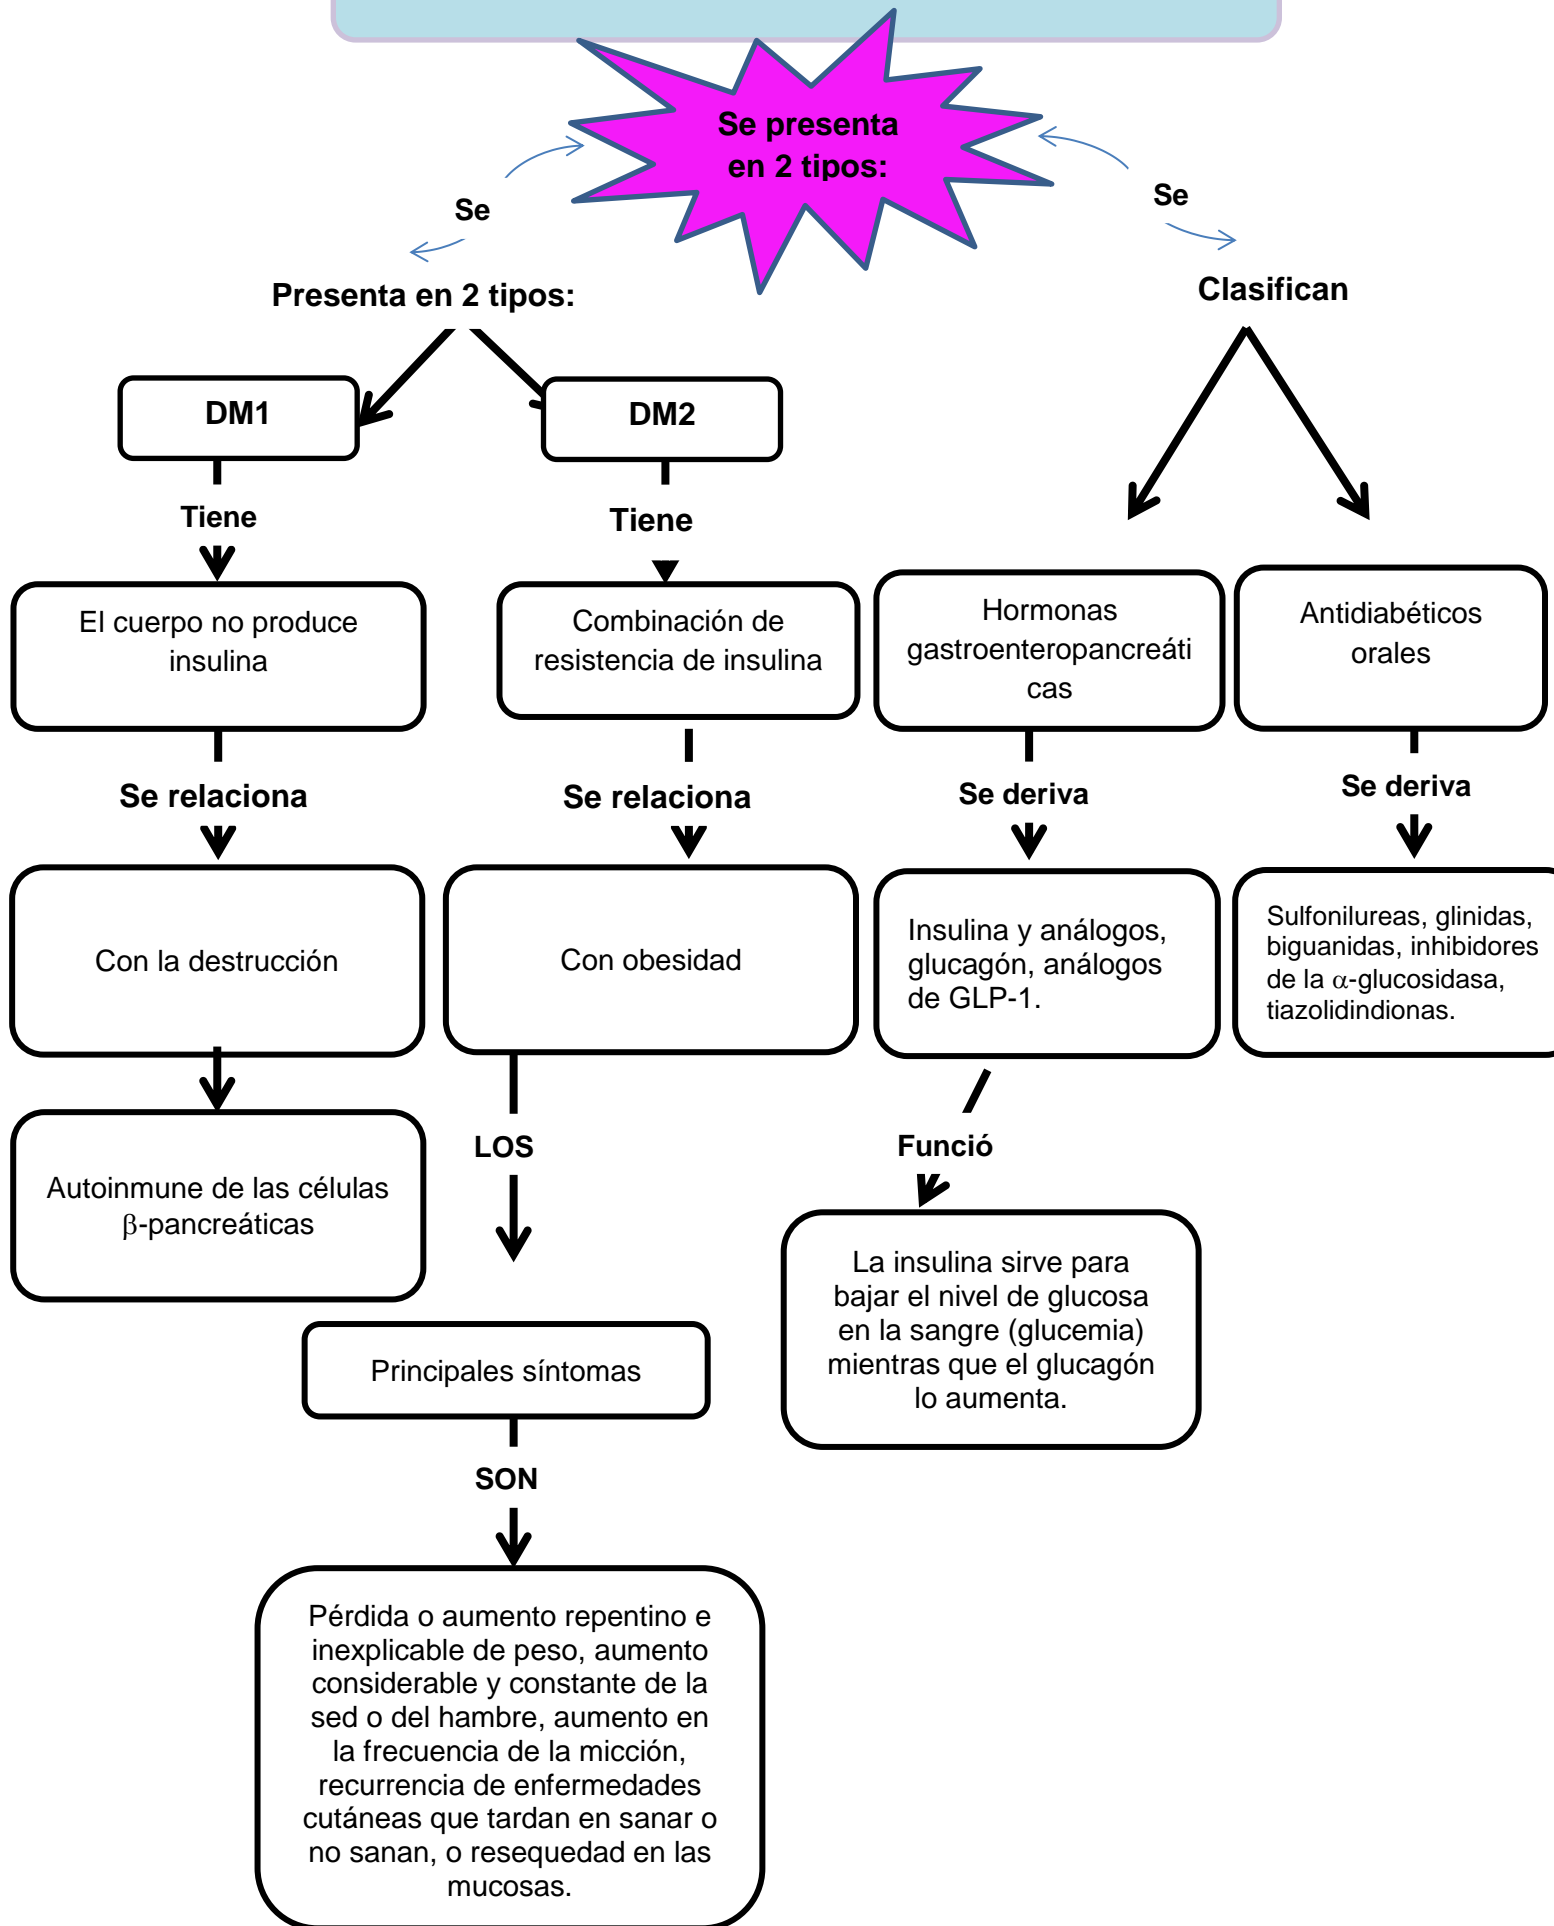 Se presenta
en 2 tipos:
Se
Se
Presenta en 2 tipos:
Clasifican
DM1
DM2
Tiene
Tiene
El cuerpo no produce
insulina
Combinación de
resistencia de insulina
Hormonas
gastroenteropancreáti
cas
Antidiabéticos
orales
Se relaciona
Se relaciona
Se deriva
Se deriva
Con la destrucción
Con obesidad
Insulina y análogos,
glucagón, análogos
de GLP-1.
Sulfonilureas, glinidas,
biguanidas, inhibidores
de la α-glucosidasa,
tiazolidindionas.
Autoinmune de las células
β-pancreáticas
LOS
Funció
La insulina sirve para
bajar el nivel de glucosa
en la sangre (glucemia)
mientras que el glucagón
lo aumenta.
Principales síntomas
SON
Pérdida o aumento repentino e
inexplicable de peso, aumento
considerable y constante de la
sed o del hambre, aumento en
la frecuencia de la micción,
recurrencia de enfermedades
cutáneas que tardan en sanar o
no sanan, o resequedad en las
mucosas.